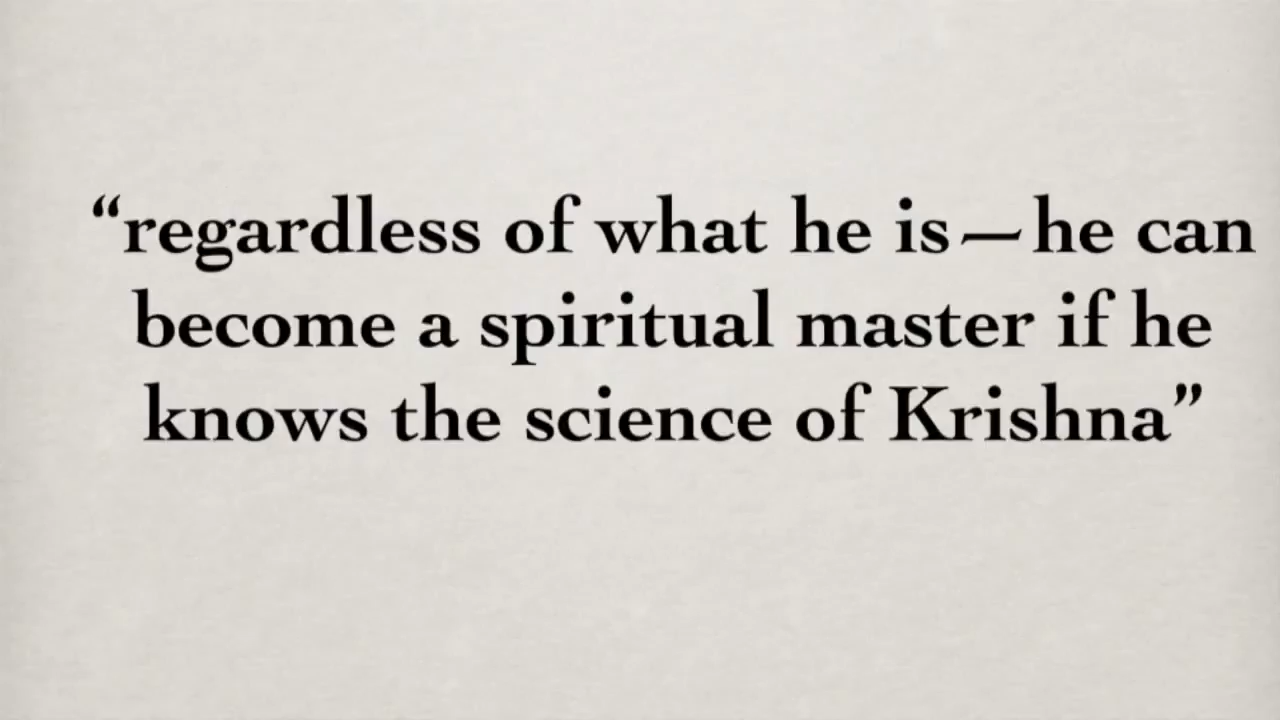 “regardless of what he is—he can
become a spiritual master if he
knows the science of Krishna”